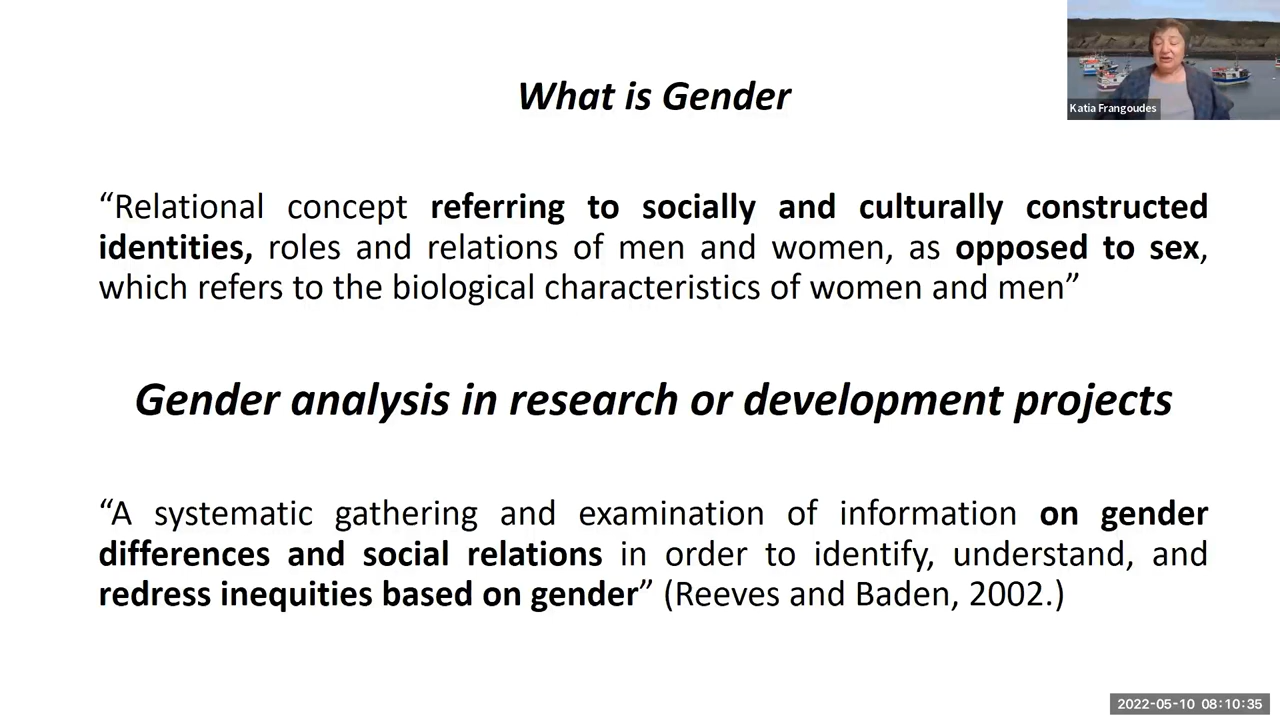 What is Gender
Katia Frangoudes
“Relational concept referring to socially and culturally constructed
identities, roles and relations of men and women, as opposed to sex,
which refers to the biological characteristics of women and men”
Gender analysis in research or development projects
“A systematic gathering and examination of information on gender
differences and social relations in order to identify, understand, and
redress inequities based on gender” (Reeves and Baden, 2002.)
2022-05-10 08:10:35